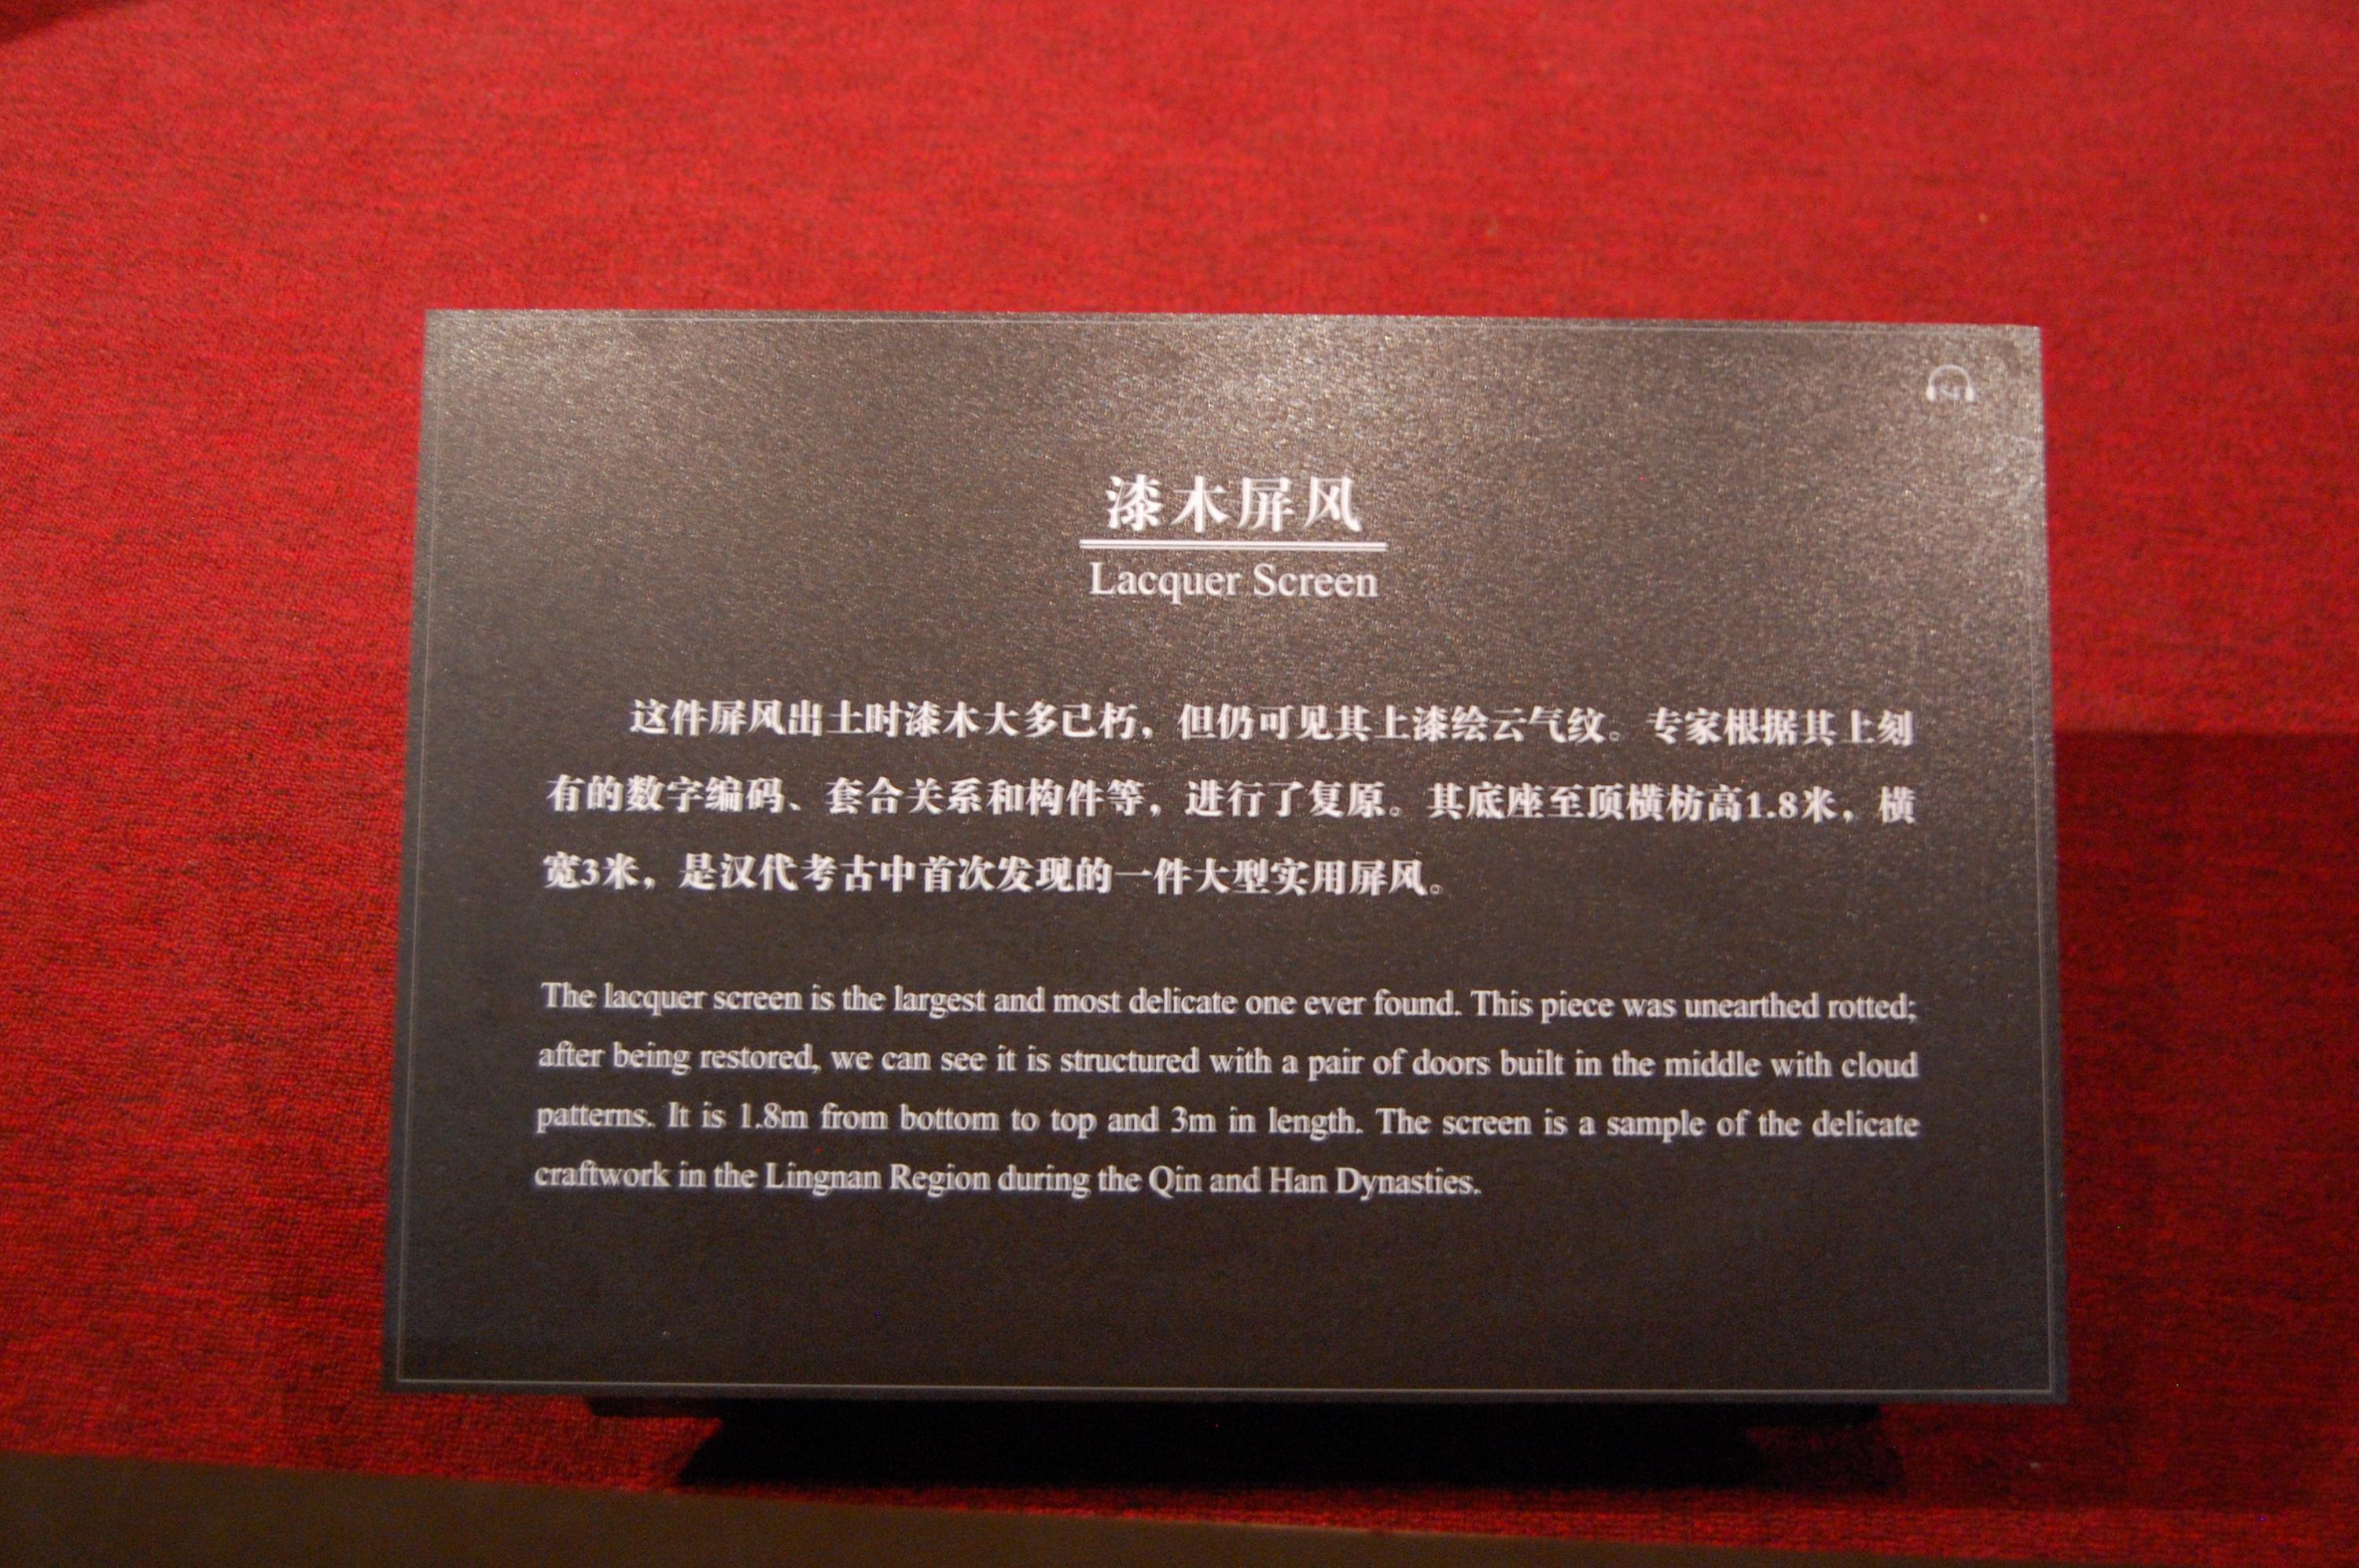 漆木屏风
Lacquer Screen
这件屏风出土时漆木大多已朽，但仍可见其上漆绘云气纹。专家根据其上刻
有的数字编码、套合关系和构件等，进行了复原。其底座至顶横枋高1.8米，横
宽3米，是汉代考古中首次发现的一件大型实用屏风。
The lacquer screen is the largest and most delicate one ever found. This piece was unearthed rotted;
after being restored, we can see it is structured with a pair of doors built in the middle with cloud
patterns. It is 1.8m from bottom to top and 3m in length. The screen is a sample of the delicate
craftwork in the Lingnan Region during the Qin and Han Dynasties.